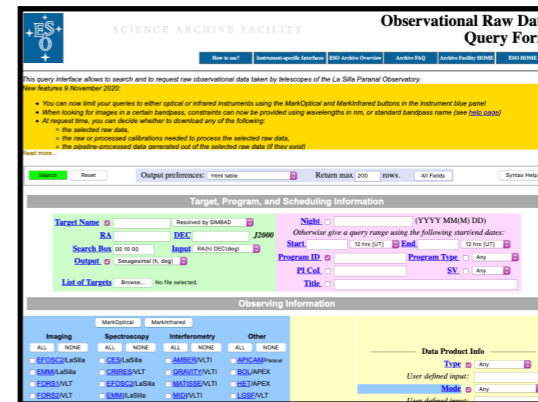 ESO
SCIENCE ARCHIVE FACILITY
Observational Raw Da
Query For
How to use? Instrument-specific Interfaces ESO Archive Overview Archive FAQ Archive Facility HOME ESO HOME
This query interface allows to search and to request raw observational data taken by telescopes of the La Silla Paranal Observatory.
New features 9 November 2020:
You can now limit your queries to either optical or infrared instruments using the MarkOptical and MarkInfrared buttons in the instrument blue panel
When looking for images in a certain bandpass, constraints can now be provided using wavelengths in nm, or standard bandpass name (see help page)
At request time, you can decide whether to download any of the following:
= the selected raw data,
= the raw or processed calibrations needed to process the selected raw data,
= the pipeline-processed data generated out of the selected raw data (if they exist)
Read more...
Search Reset Output preferences: html table Return max 200 rows. All Fields Syntax Help
Target, Program, and Scheduling Information
Target Name Resolved by SIMBAD
RA DEC J2000
Search Box 00 10 00 Input RA(h) DEC(deg)
Output Sexagesimal (h, deg)
List of Targets Browse... No file selected.
Night (YYYY MM(M) DD)
Otherwise give a query range using the following start/end dates:
Start 12 hrs [UT] End 12 hrs [UT]
Program ID Program Type Any
PI CoI SV Any
Title
Observing Information
MarkOptical MarkInfrared
Imaging Spectroscopy Interferometry Other
ALL NONE ALL NONE ALL NONE ALL NONE
EFOSC2/LaSilla CES/LaSilla AMBER/VLTI APICAM/Paranal
EMMI/LaSilla CRIRES/VLT GRAVITY/VLTI BOL/APEX
FORS1/VLT EFOSC2/LaSilla MATISSE/VLTI HET/APEX
FORS2/VLT EMMI/LaSilla MIDI/VLTI LGSF/VLT
Data Product Info
Type Any
User defined input:
Mode Any
User defined input: